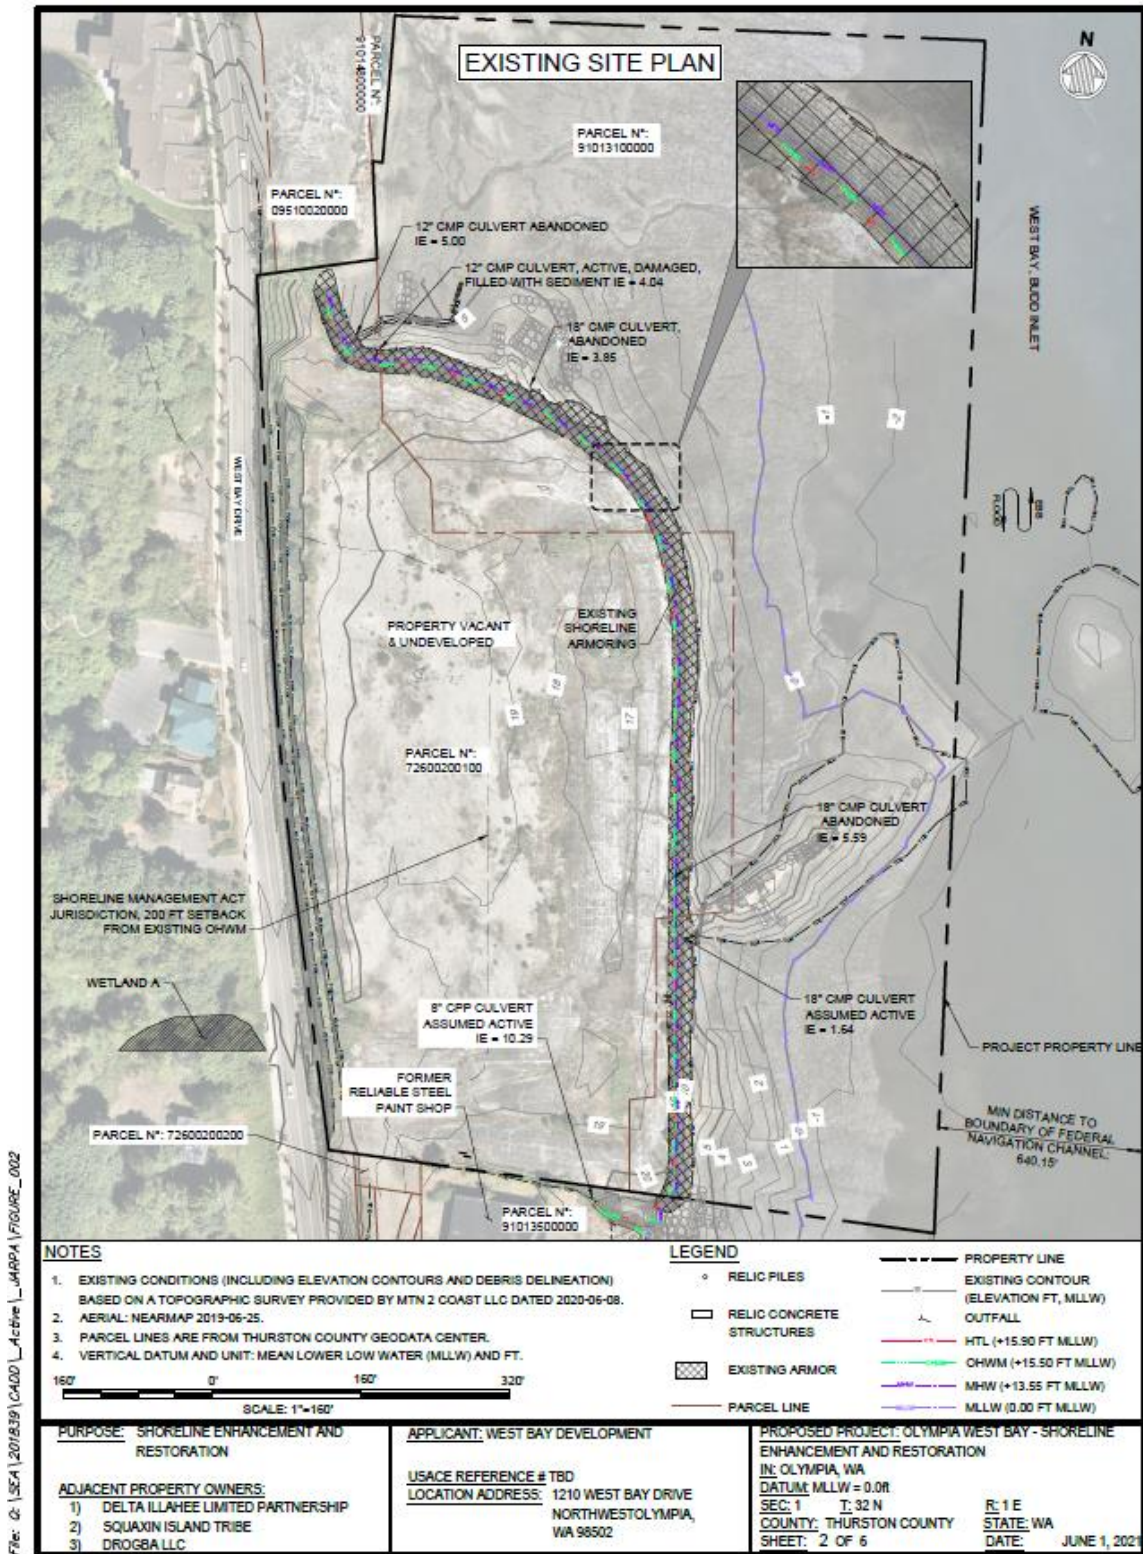 EXISTING SITE PLAN
N
PARCEL N°:
91014800000
PARCEL N°:
91013100000
PARCEL N°:
09510020000
12" CMP CULVERT ABANDONED
IE = 5.00
12" CMP CULVERT, ACTIVE, DAMAGED,
FILLED WITH SEDIMENT IE = 4.04
18" CMP CULVERT,
ABANDONED
IE = 3.85
WEST BAY, BUDD INLET
EBB
FLOOD
WEST BAY DRIVE
PROPERTY VACANT
& UNDEVELOPED
EXISTING
SHORELINE
ARMORING
18
17
PARCEL N°:
72600200100
18" CMP CULVERT
ABANDONED
IE = 5.59
SHORELINE MANAGEMENT ACT
JURISDICTION, 200 FT SETBACK
FROM EXISTING OHWM
WETLAND A
8" CPP CULVERT
ASSUMED ACTIVE
IE = 10.29
18" CMP CULVERT
ASSUMED ACTIVE
IE = 1.64
PROJECT PROPERTY LINE
FORMER
RELIABLE STEEL
PAINT SHOP
MIN DISTANCE TO
BOUNDARY OF FEDERAL
NAVIGATION CHANNEL:
640.15'
PARCEL N°: 72600200200
19
20
PARCEL N°:
91013500000
NOTES
1. EXISTING CONDITIONS (INCLUDING ELEVATION CONTOURS AND DEBRIS DELINEATION)
BASED ON A TOPOGRAPHIC SURVEY PROVIDED BY MTN 2 COAST LLC DATED 2020-06-08.
2. AERIAL: NEARMAP 2019-06-25.
3. PARCEL LINES ARE FROM THURSTON COUNTY GEODATA CENTER.
4. VERTICAL DATUM AND UNIT: MEAN LOWER LOW WATER (MLLW) AND FT.
160' 0' 160' 320'
SCALE: 1"=160'
LEGEND
RELIC PILES
RELIC CONCRETE
STRUCTURES
EXISTING ARMOR
PARCEL LINE
PROPERTY LINE
EXISTING CONTOUR
(ELEVATION FT, MLLW)
OUTFALL
HTL (+15.90 FT MLLW)
OHWM (+15.50 FT MLLW)
MHW (+13.55 FT MLLW)
MLLW (0.00 FT MLLW)
PURPOSE: SHORELINE ENHANCEMENT AND
RESTORATION
ADJACENT PROPERTY OWNERS:
1) DELTA ILLAHEE LIMITED PARTNERSHIP
2) SQUAXIN ISLAND TRIBE
3) DROGBA LLC
APPLICANT: WEST BAY DEVELOPMENT
USACE REFERENCE # TBD
LOCATION ADDRESS: 1210 WEST BAY DRIVE
NORTHWESTOLYMPIA,
WA 98502
PROPOSED PROJECT: OLYMPIA WEST BAY - SHORELINE
ENHANCEMENT AND RESTORATION
IN: OLYMPIA, WA
DATUM: MLLW = 0.0ft
SEC: 1 T: 32 N R: 1 E
COUNTY: THURSTON COUNTY STATE: WA
SHEET: 2 OF 6 DATE: JUNE 1, 2021
File: Q:\SEA\201839\CADD\_Active\_JARPA\FIGURE_002